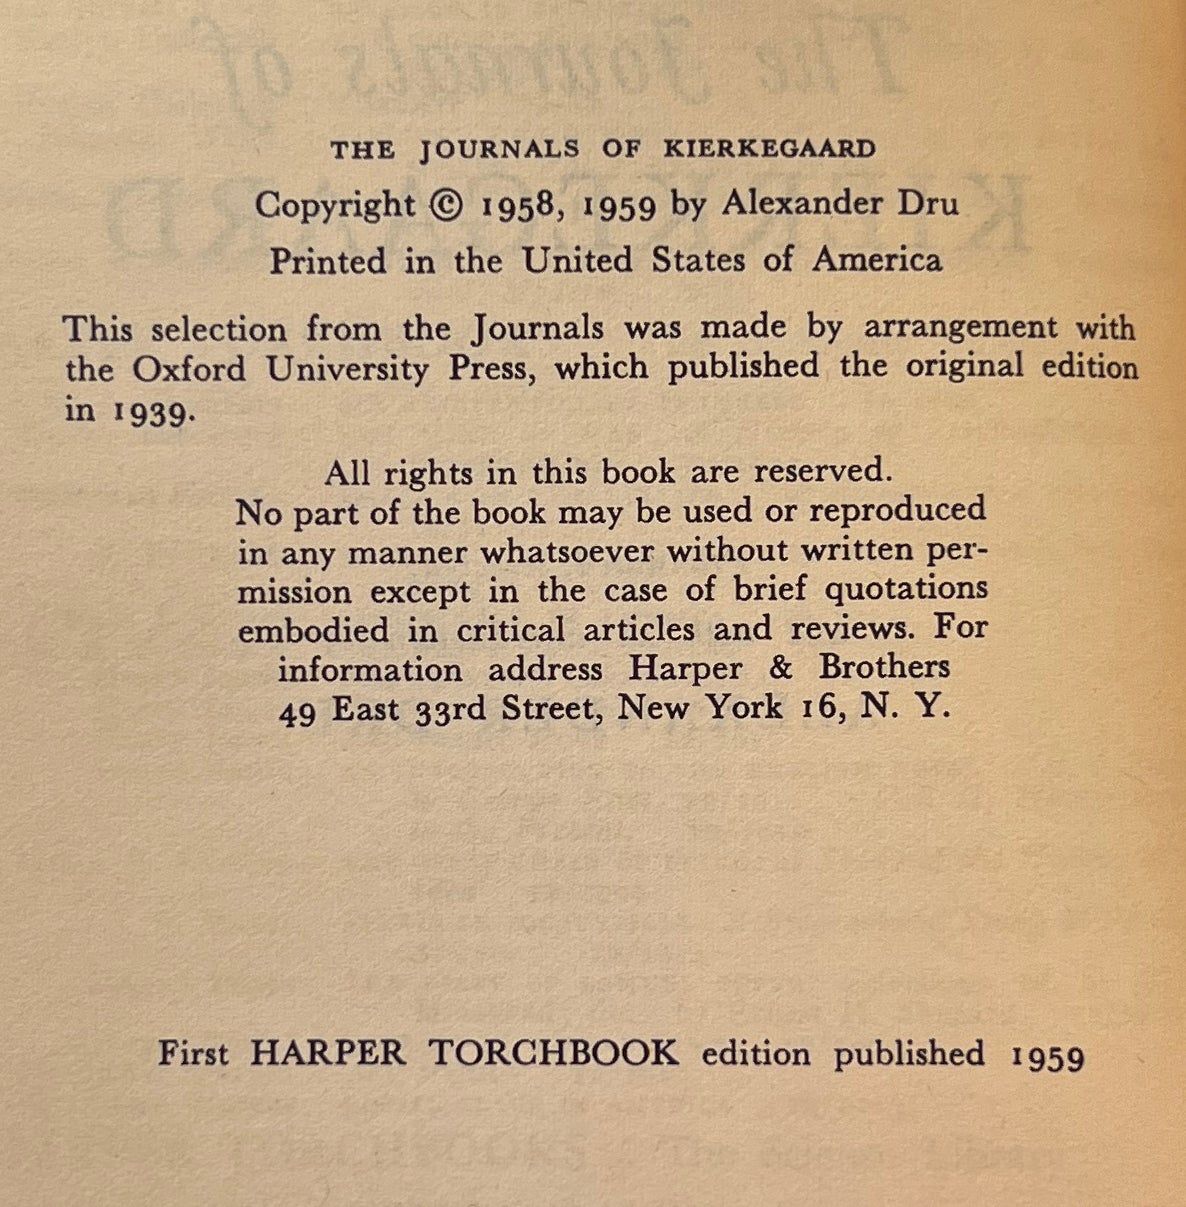 The Journals of
THE JOURNALS OF KIERKEGAARD
KIERKEGAARD
Copyright © 1958, 1959 by Alexander Dru
Printed in the United States of America
This selection from the Journals was made by arrangement with
the Oxford University Press, which published the original edition
in 1939.
All rights in this book are reserved.
No part of the book may be used or reproduced
in any manner whatsoever without written per-
mission except in the case of brief quotations
embodied in critical articles and reviews. For
information address Harper & Brothers
49 East 33rd Street, New York 16, N. Y.
First HARPER TORCHBOOK edition published 1959